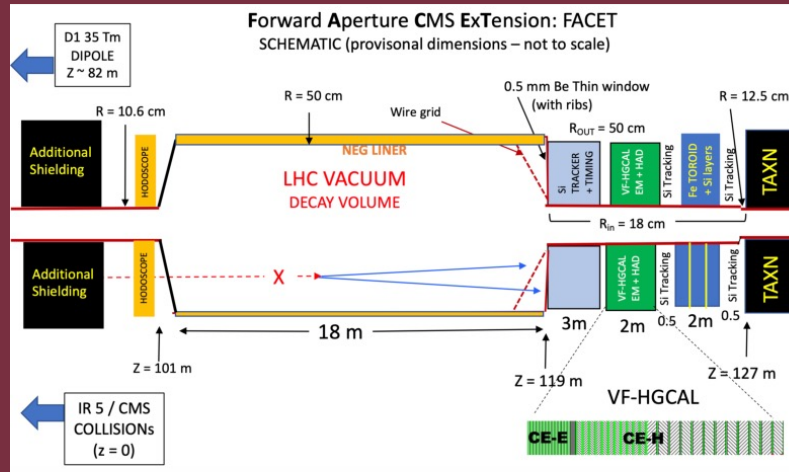 Forward Aperture CMS ExTension: FACET
SCHEMATIC (provisonal dimensions – not to scale)
D1 35 Tm
DIPOLE
Z ~ 82 m
R = 10.6 cm
R = 50 cm
Wire grid
0.5 mm Be Thin window
(with ribs)
R = 12.5 cm
ROUT = 50 cm
Additional
Shielding
HODOSCOPE
NEG LINER
LHC VACUUM
DECAY VOLUME
Si
TRACKER
+ TIMING
VF-HGCAL
EM + HAD
Si Tracking
Fe TOROID
+ Si layers
Si Tracking
TAXN
Rin = 18 cm
Additional
Shielding
HODOSCOPE
X
VF-HGCAL
EM + HAD
Si Tracking
Si Tracking
TAXN
18 m
3m
2m
0.5
2m
0.5
Z = 101 m
Z = 119 m
Z = 127 m
IR 5 / CMS
COLLISIONs
(z = 0)
VF-HGCAL
CE-E
CE-H